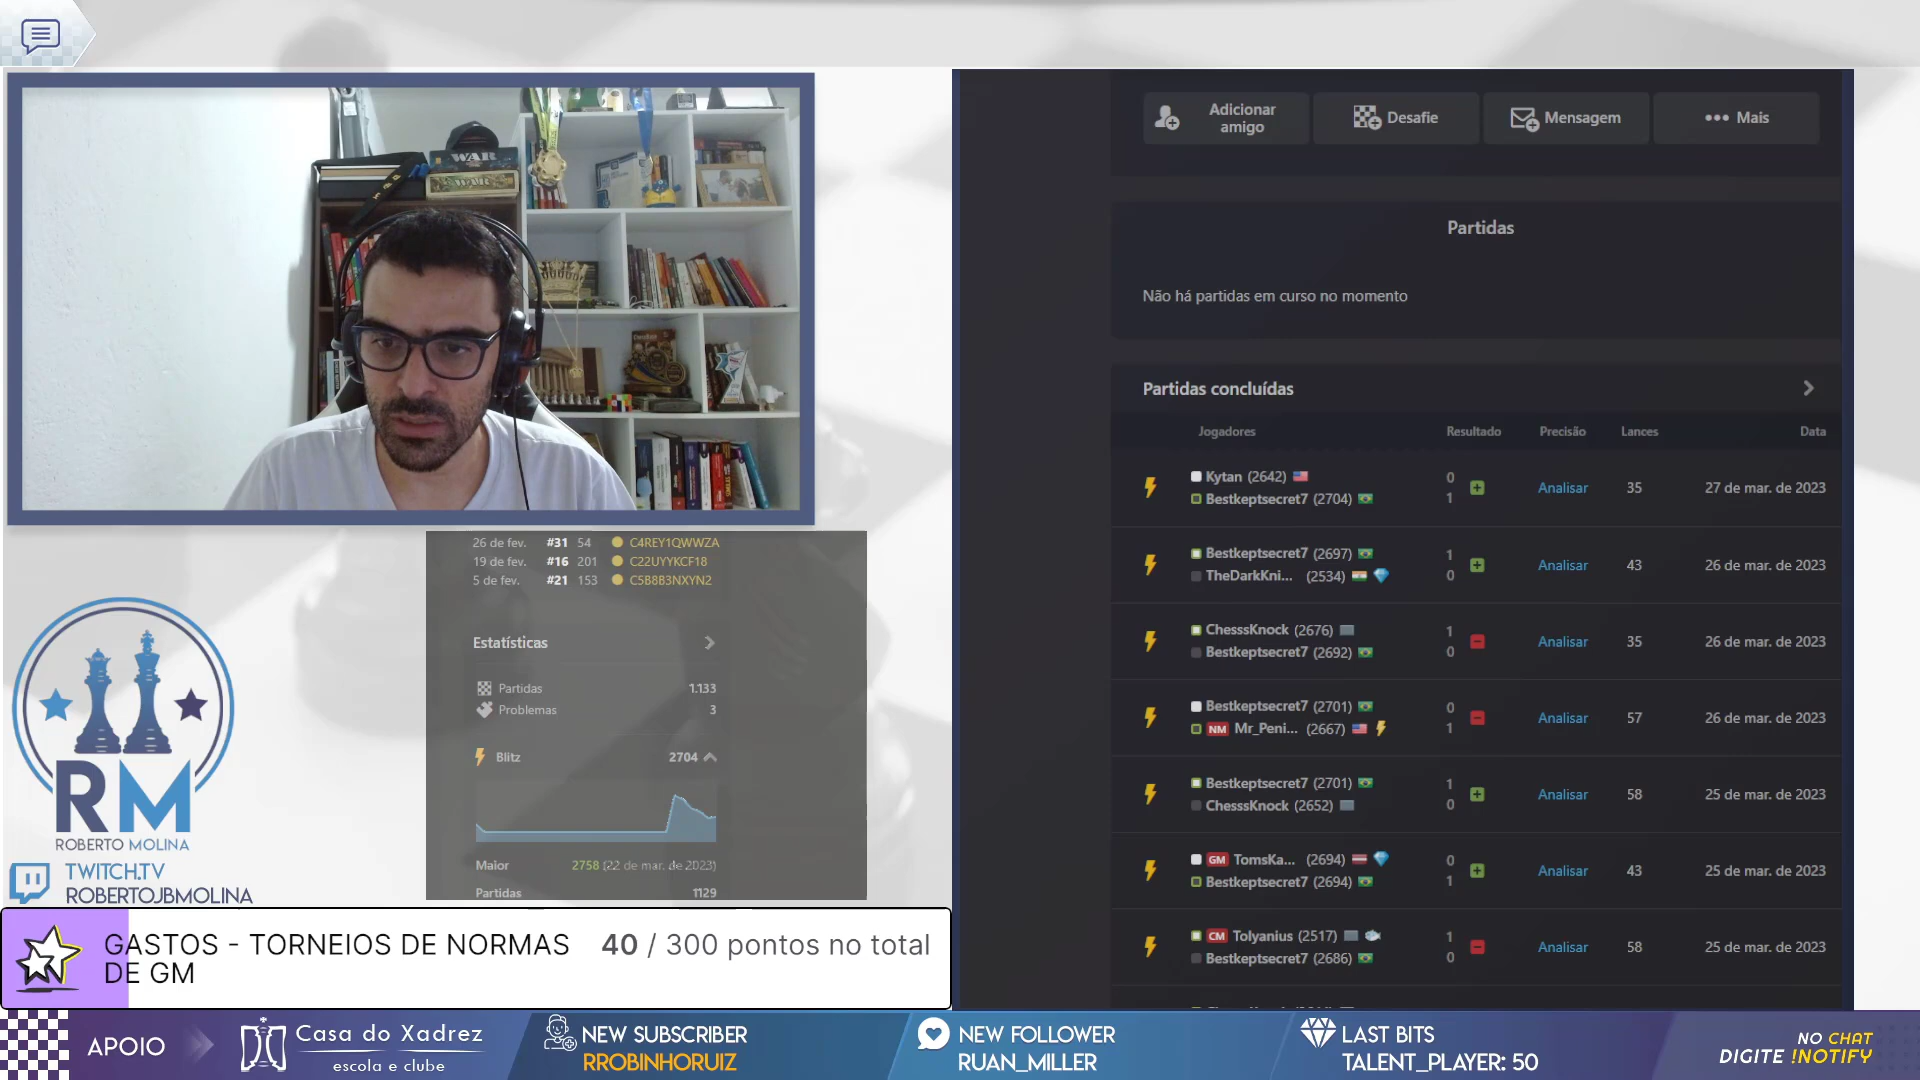 WAR
WAR
Adicionar
amigo
Desafie
Mensagem
Mais
Partidas
Não há partidas em curso no momento
Partidas concluídas
Jogadores Resultado Precisão Lances Data
Kytan (2642) 0
Bestkeptsecret7 (2704) 1
Analisar 35 27 de mar. de 2023
Bestkeptsecret7 (2697) 1
TheDarkKni... (2534) 0
Analisar 43 26 de mar. de 2023
ChesssKnock (2676) 1
Bestkeptsecret7 (2692) 0
Analisar 35 26 de mar. de 2023
Bestkeptsecret7 (2701) 0
NM Mr_Peni... (2667) 1
Analisar 57 26 de mar. de 2023
Bestkeptsecret7 (2701) 1
ChesssKnock (2652) 0
Analisar 58 25 de mar. de 2023
GM TomsKa... (2694) 0
Bestkeptsecret7 (2694) 1
Analisar 43 25 de mar. de 2023
CM Tolyanius (2517) 1
Bestkeptsecret7 (2686) 0
Analisar 58 25 de mar. de 2023
26 de fev. #31 54 C4REY1QWWZA
19 de fev. #16 201 C22UYYKCF18
5 de fev. #21 153 C5B8B3NXYN2
Estatísticas
Partidas 1.133
Problemas 3
Blitz 2704
Maior 2758 (22 de mar. de 2023)
Partidas 1129
RM
ROBERTO MOLINA
TWITCH.TV
ROBERTOJBMOLINA
GASTOS - TORNEIOS DE NORMAS
DE GM
40 / 300 pontos no total
APOIO
Casa do Xadrez
escola e clube
NEW SUBSCRIBER
RROBINHORUIZ
NEW FOLLOWER
RUAN_MILLER
LAST BITS
TALENT_PLAYER: 50
NO CHAT
DIGITE !NOTIFY